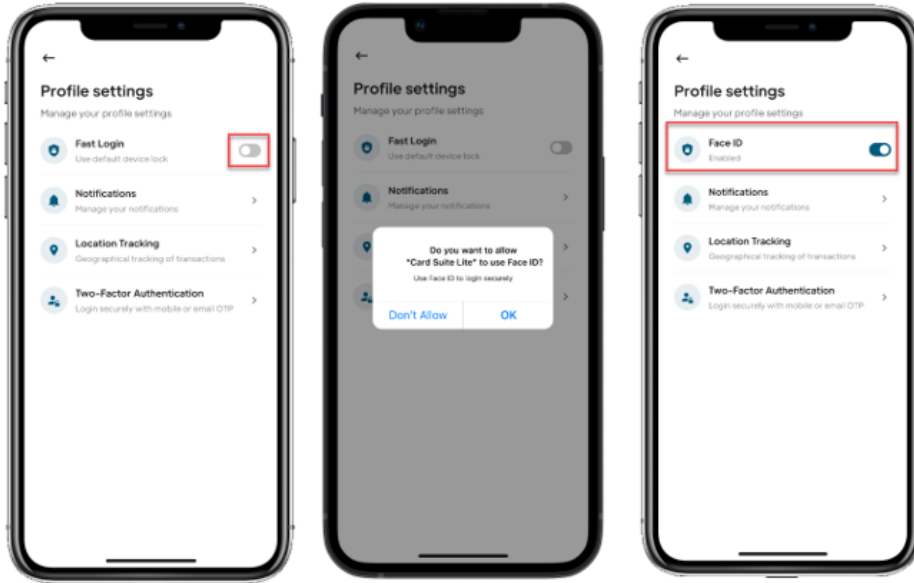 Profile settings
Manage your profile settings
Fast Login
Use default device lock
Notifications
Manage your notifications
Location Tracking
Geographical tracking of transactions
Two-Factor Authentication
Login securely with mobile or email OTP
Profile settings
Manage your profile settings
Fast Login
Use default device lock
Notifications
Manage your notifications
Do you want to allow
"Card Suite Lite" to use Face ID?
Use Face ID to login securely
Don't Allow
OK
Profile settings
Manage your profile settings
Face ID
Enabled
Notifications
Manage your notifications
Location Tracking
Geographical tracking of transactions
Two-Factor Authentication
Login securely with mobile or email OTP